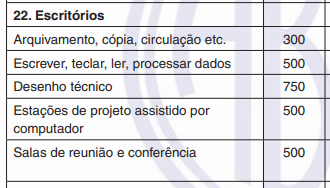 22. Escritórios
Arquivamento, cópia, circulação etc. 300
Escrever, teclar, ler, processar dados 500
Desenho técnico 750
Estações de projeto assistido por 500
computador
Salas de reunião e conferência 500